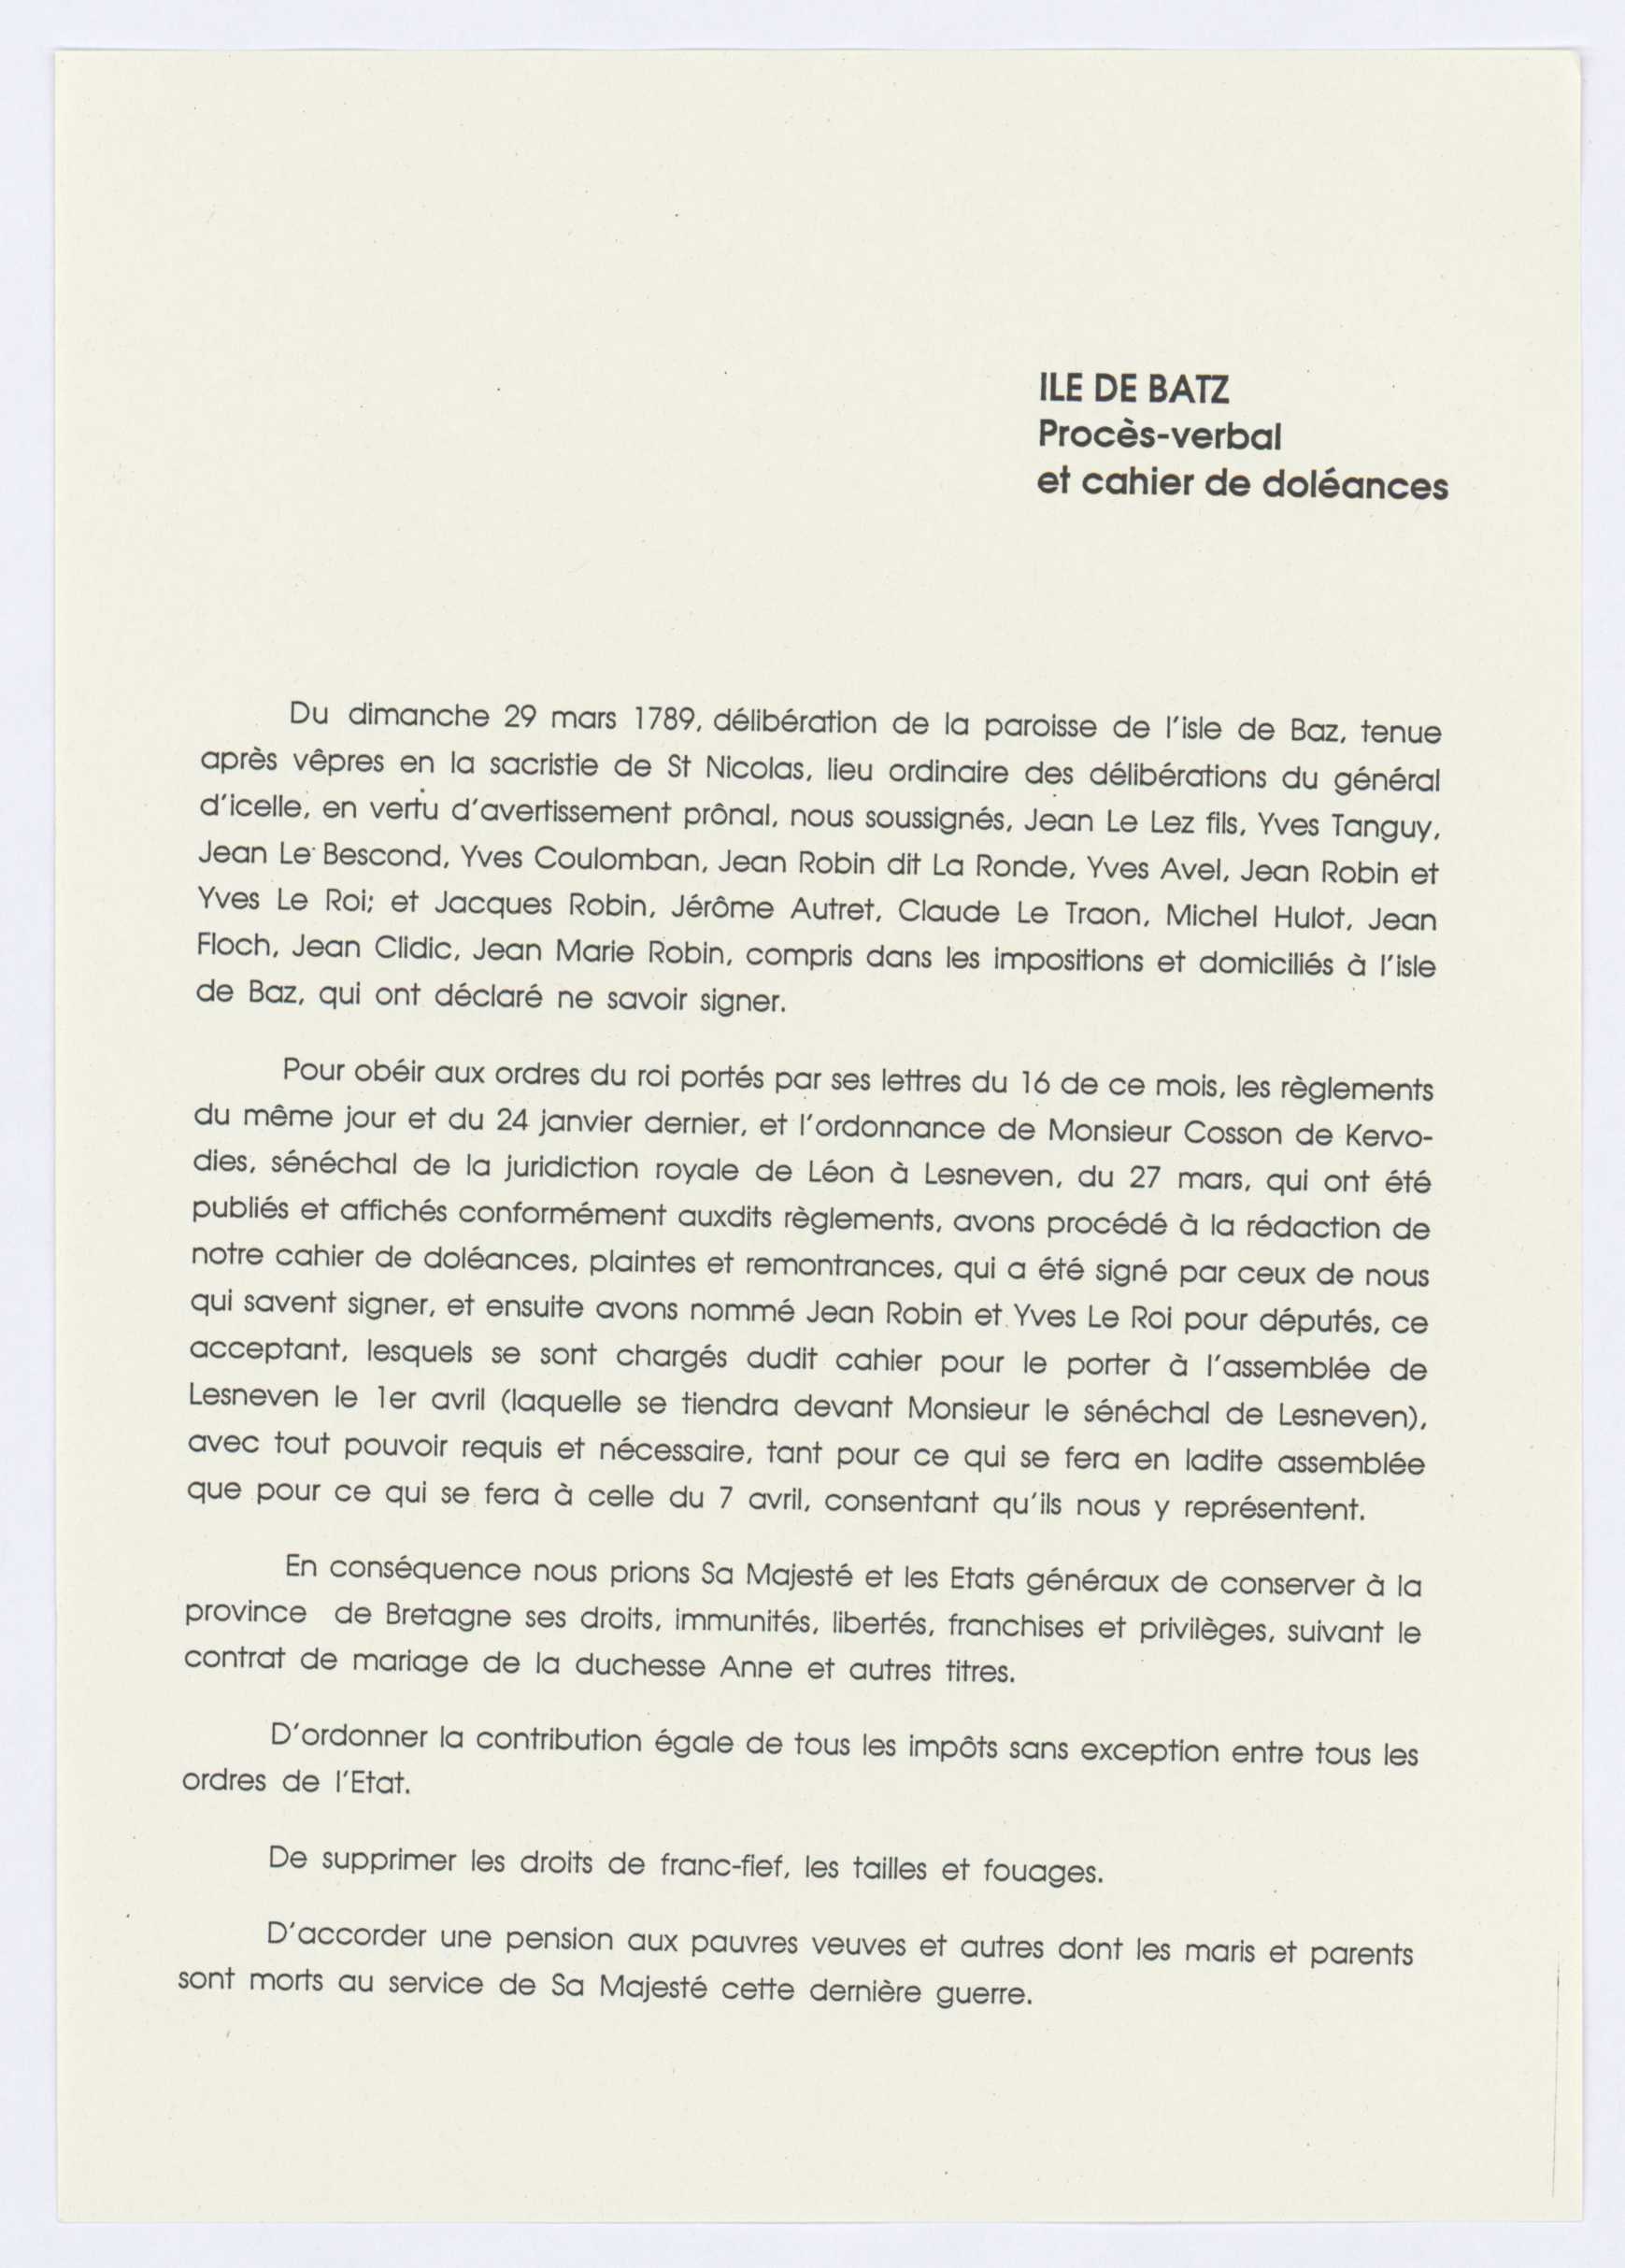 ILE DE BATZ
Procès-verbal
et cahier de doléances
Du dimanche 29 mars 1789, délibération de la paroisse de l'isle de Baz, tenue
après vêpres en la sacristie de St Nicolas, lieu ordinaire des délibérations du général
d'icelle, en vertu d'avertissement prônal, nous soussignés, Jean Le Lez fils, Yves Tanguy,
Jean Le Bescond, Yves Coulomban, Jean Robin dit La Ronde, Yves Avel, Jean Robin et
Yves Le Roi; et Jacques Robin, Jérôme Autret, Claude Le Traon, Michel Hulot, Jean
Floch, Jean Clidic, Jean Marie Robin, compris dans les impositions et domiciliés à l'isle
de Baz, qui ont déclaré ne savoir signer.
Pour obéir aux ordres du roi portés par ses lettres du 16 de ce mois, les règlements
du même jour et du 24 janvier dernier, et l'ordonnance de Monsieur Cosson de Kervo-
dies, sénéchal de la juridiction royale de Léon à Lesneven, du 27 mars, qui ont été
publiés et affichés conformément auxdits règlements, avons procédé à la rédaction de
notre cahier de doléances, plaintes et remontrances, qui a été signé par ceux de nous
qui savent signer, et ensuite avons nommé Jean Robin et Yves Le Roi pour députés, ce
acceptant, lesquels se sont chargés dudit cahier pour le porter à l'assemblée de
Lesneven le 1er avril (laquelle se tiendra devant Monsieur le sénéchal de Lesneven),
avec tout pouvoir requis et nécessaire, tant pour ce qui se fera en ladite assemblée
que pour ce qui se fera à celle du 7 avril, consentant qu'ils nous y représentent.
En conséquence nous prions Sa Majesté et les Etats généraux de conserver à la
province de Bretagne ses droits, immunités, libertés, franchises et privilèges, suivant le
contrat de mariage de la duchesse Anne et autres titres.
D'ordonner la contribution égale de tous les impôts sans exception entre tous les
ordres de l'Etat.
De supprimer les droits de franc-fief, les tailles et fouages.
D'accorder une pension aux pauvres veuves et autres dont les maris et parents
sont morts au service de Sa Majesté cette dernière guerre.